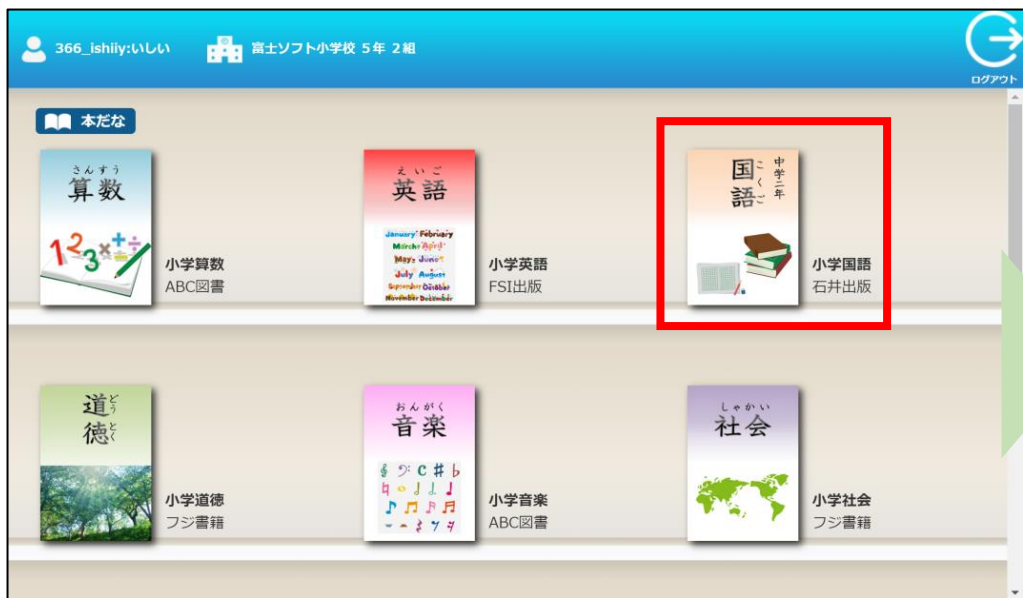 366_ishiiy:いしい
富士ソフト小学校 5年 2組
ログアウト
本だな
さんすう
算数
小学算数
ABC図書
えいご
英語
January February
Marche April
May June
July August
September October
November December
小学英語
FSI出版
中学二年
国語
こくご
小学国語
石井出版
道徳
どうとく
小学道徳
フジ書籍
おんがく
音楽
小学音楽
ABC図書
しゃかい
社会
小学社会
フジ書籍